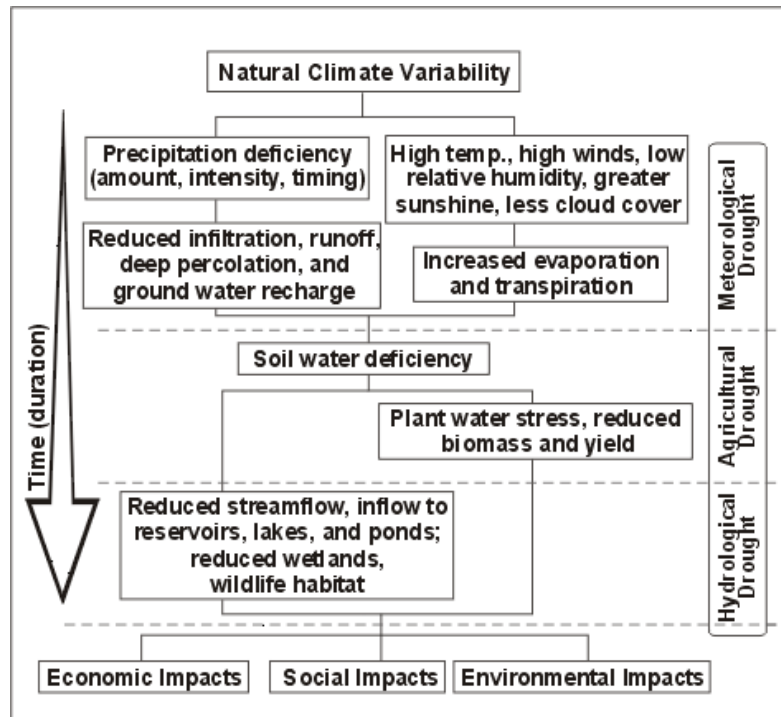 Natural Climate Variability
Precipitation deficiency
(amount, intensity, timing)
High temp., high winds, low
relative humidity, greater
sunshine, less cloud cover
Reduced infiltration, runoff,
deep percolation, and
ground water recharge
Increased evaporation
and transpiration
Meteorological
Drought
Time (duration)
Soil water deficiency
Plant water stress, reduced
biomass and yield
Agricultural
Drought
Reduced streamflow, inflow to
reservoirs, lakes, and ponds;
reduced wetlands,
wildlife habitat
Hydrological
Drought
Economic Impacts
Social Impacts
Environmental Impacts